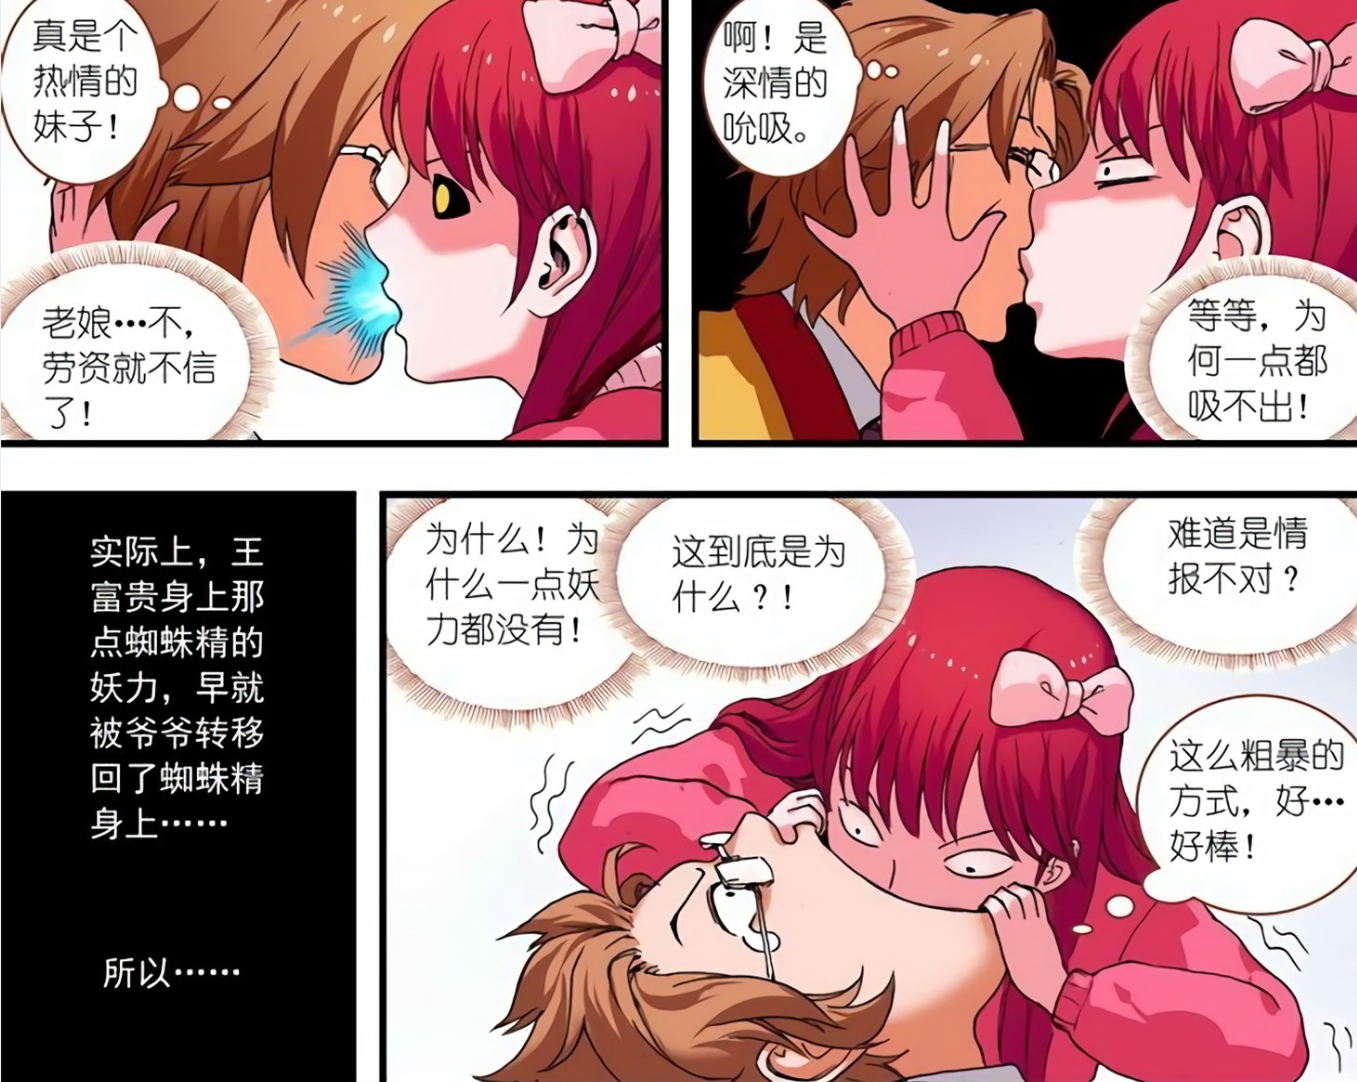 真是个
热情的
妹子！
老娘…不，
劳资就不信
了！
啊！是
深情的
吮吸。
等等，为
何一点都
吸不出！
实际上，王
富贵身上那
点蜘蛛精的
妖力，早就
被爷爷转移
回了蜘蛛精
身上……
所以……
为什么！为
什么一点妖
力都没有！
这到底是为
什么？！
难道是情
报不对？
这么粗暴的
方式，好…
好棒！